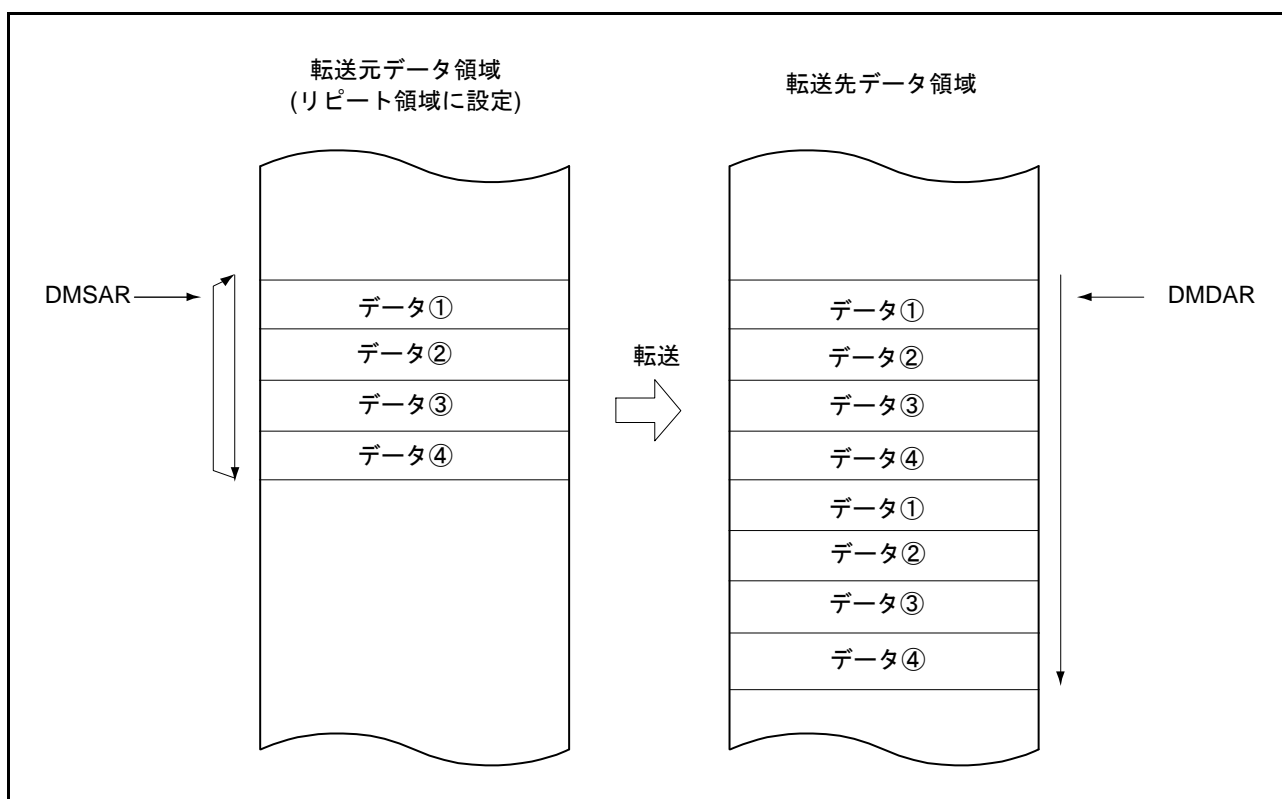 転送元データ領域
(リピート領域に設定)
転送先データ領域
DMSAR
データ①
データ②
データ③
データ④
転送
データ①
データ②
データ③
データ④
データ①
データ②
データ③
データ④
DMDAR